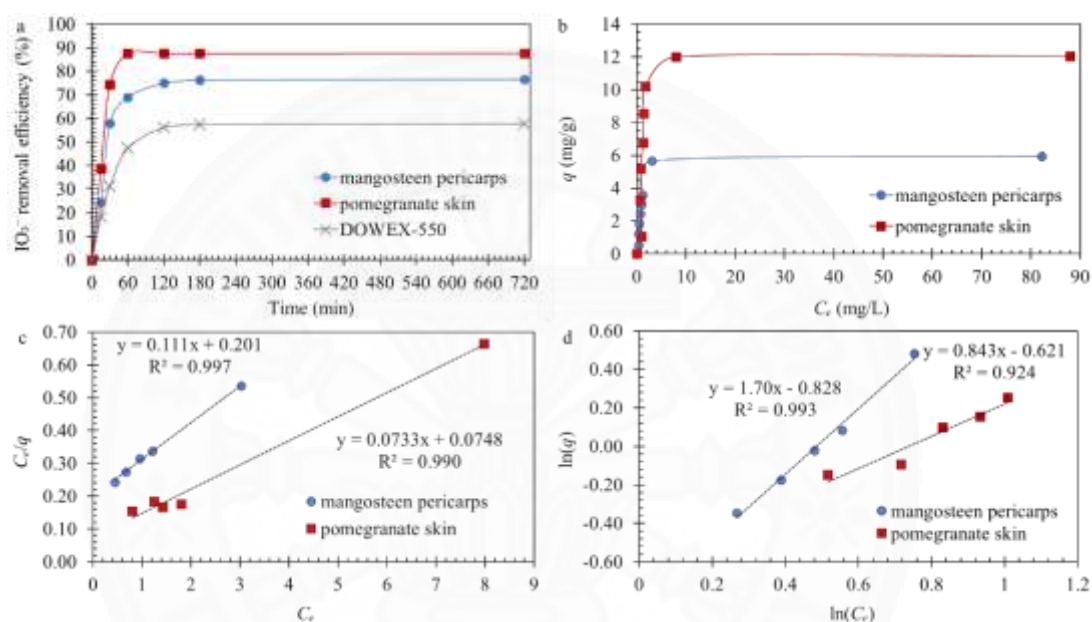 a
IO₃⁻ removal efficiency (%)
100
90
80
70
60
50
40
30
20
10
0
mangosteen pericarps
pomegranate skin
DOWEX-550
0 60 120 180 240 300 360 420 480 540 600 660 720
Time (min)
b
q (mg/g)
14
12
10
8
6
4
2
0
mangosteen pericarps
pomegranate skin
0 10 20 30 40 50 60 70 80 90
Cₑ (mg/L)
c
Cₑ/q
0.70
0.60
0.50
0.40
0.30
0.20
0.10
0.00
y = 0.111x + 0.201
R² = 0.997
y = 0.0733x + 0.0748
R² = 0.990
mangosteen pericarps
pomegranate skin
0 1 2 3 4 5 6 7 8 9
Cₑ
d
ln(q)
0.60
0.40
0.20
0.00
-0.20
-0.40
-0.60
y = 1.70x - 0.828
R² = 0.993
y = 0.843x - 0.621
R² = 0.924
mangosteen pericarps
pomegranate skin
0 0.2 0.4 0.6 0.8 1 1.2
ln(Cₑ)